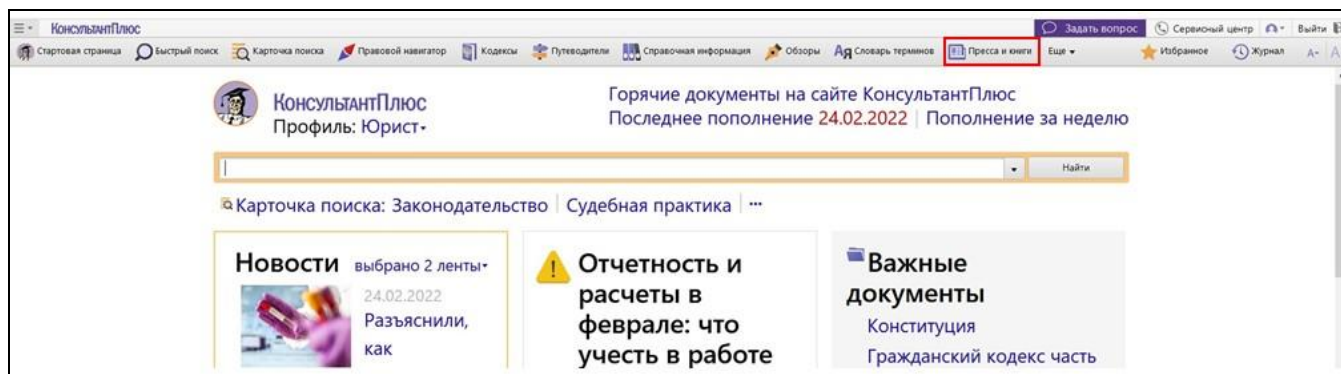 КонсультантПлюс Задать вопрос Сервисный центр Выйти
Стартовая страница Быстрый поиск Карточка поиска Правовой навигатор Кодексы Путеводители Справочная информация Обзоры Словарь терминов Пресса и книги Еще Избранное Журнал А-
КонсультантПлюс
Профиль: Юрист
Горячие документы на сайте КонсультантПлюс
Последнее пополнение 24.02.2022 | Пополнение за неделю
Найти
Карточка поиска: Законодательство | Судебная практика | ...
Новости выбрано 2 ленты
24.02.2022
Разъяснили,
как
Отчетность и
расчеты в
феврале: что
учесть в работе
Важные
документы
Конституция
Гражданский кодекс часть